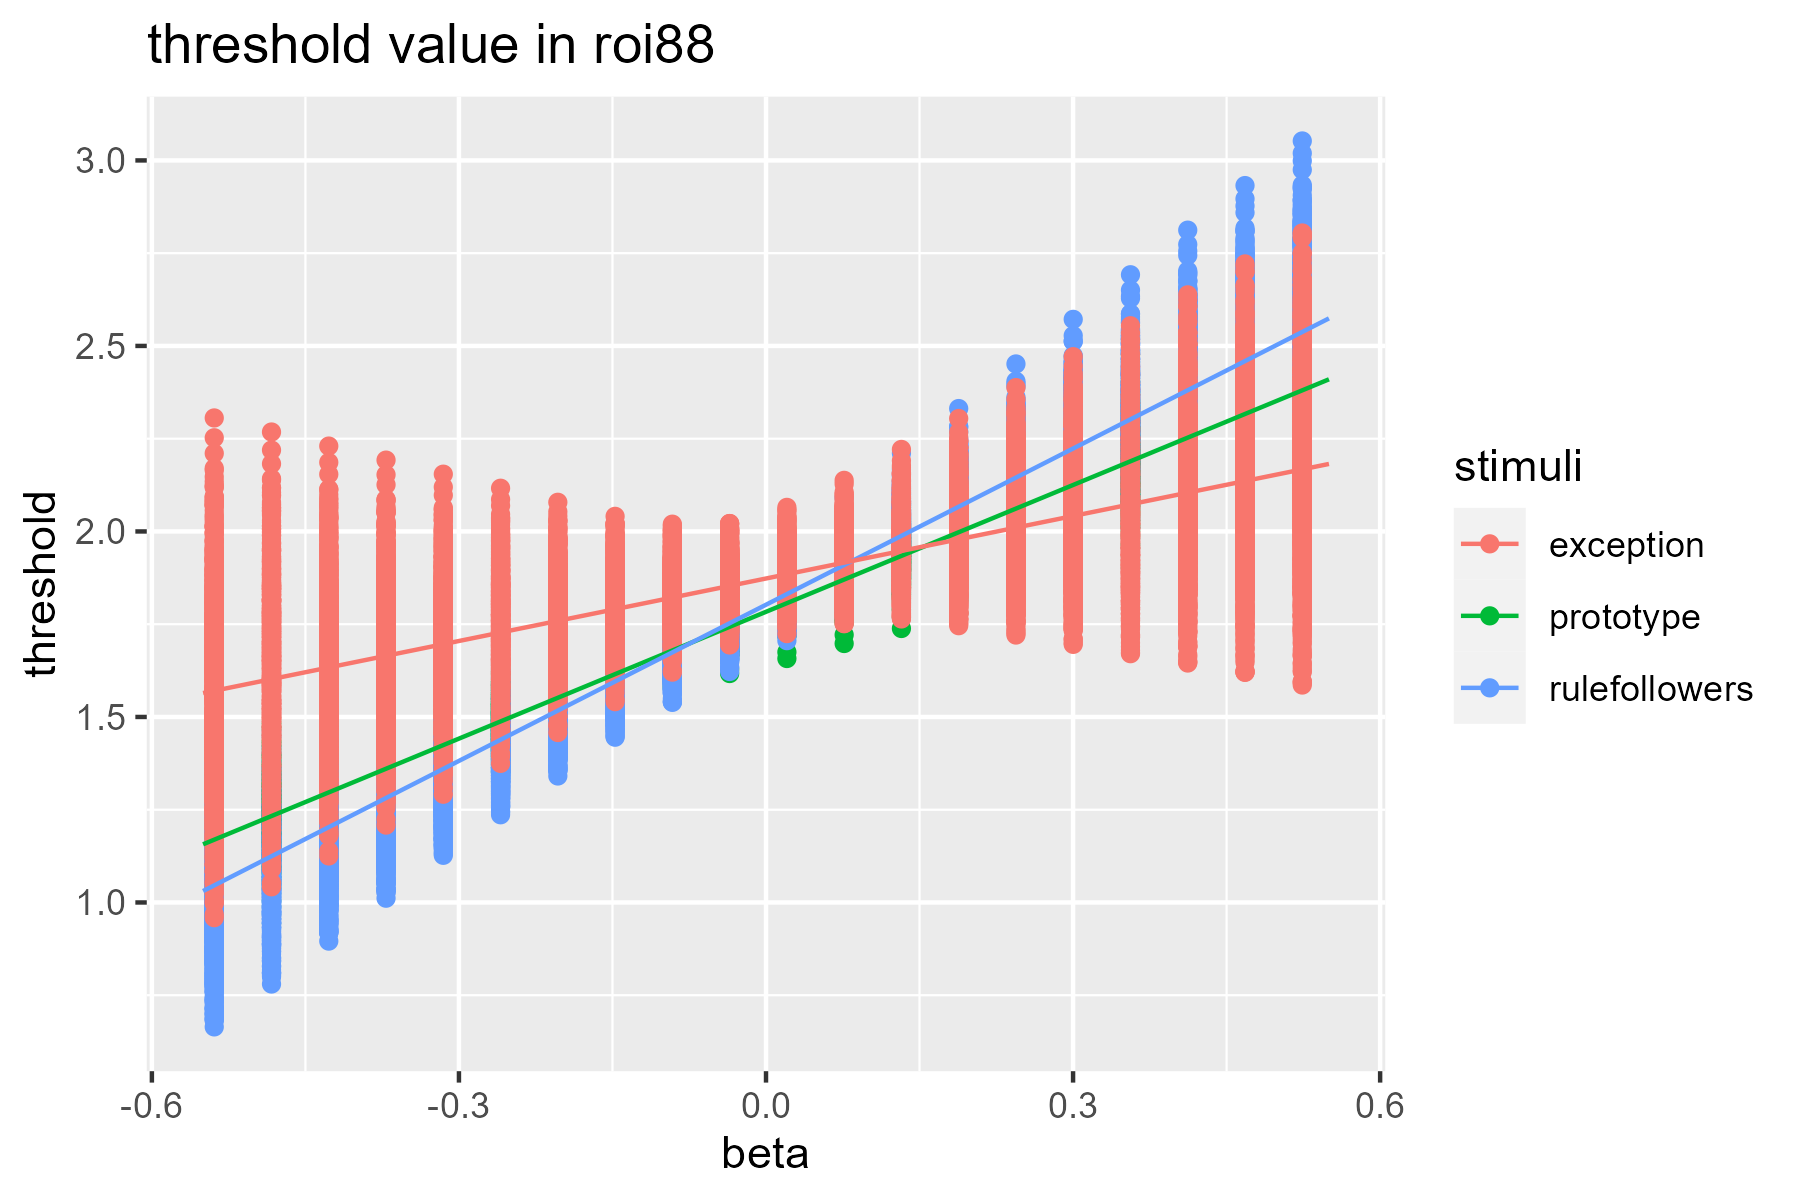 threshold value in roi88
threshold
3.0
2.5
2.0
1.5
1.0
-0.6
-0.3
0.0
0.3
0.6
beta
stimuli
exception
prototype
rulefollowers